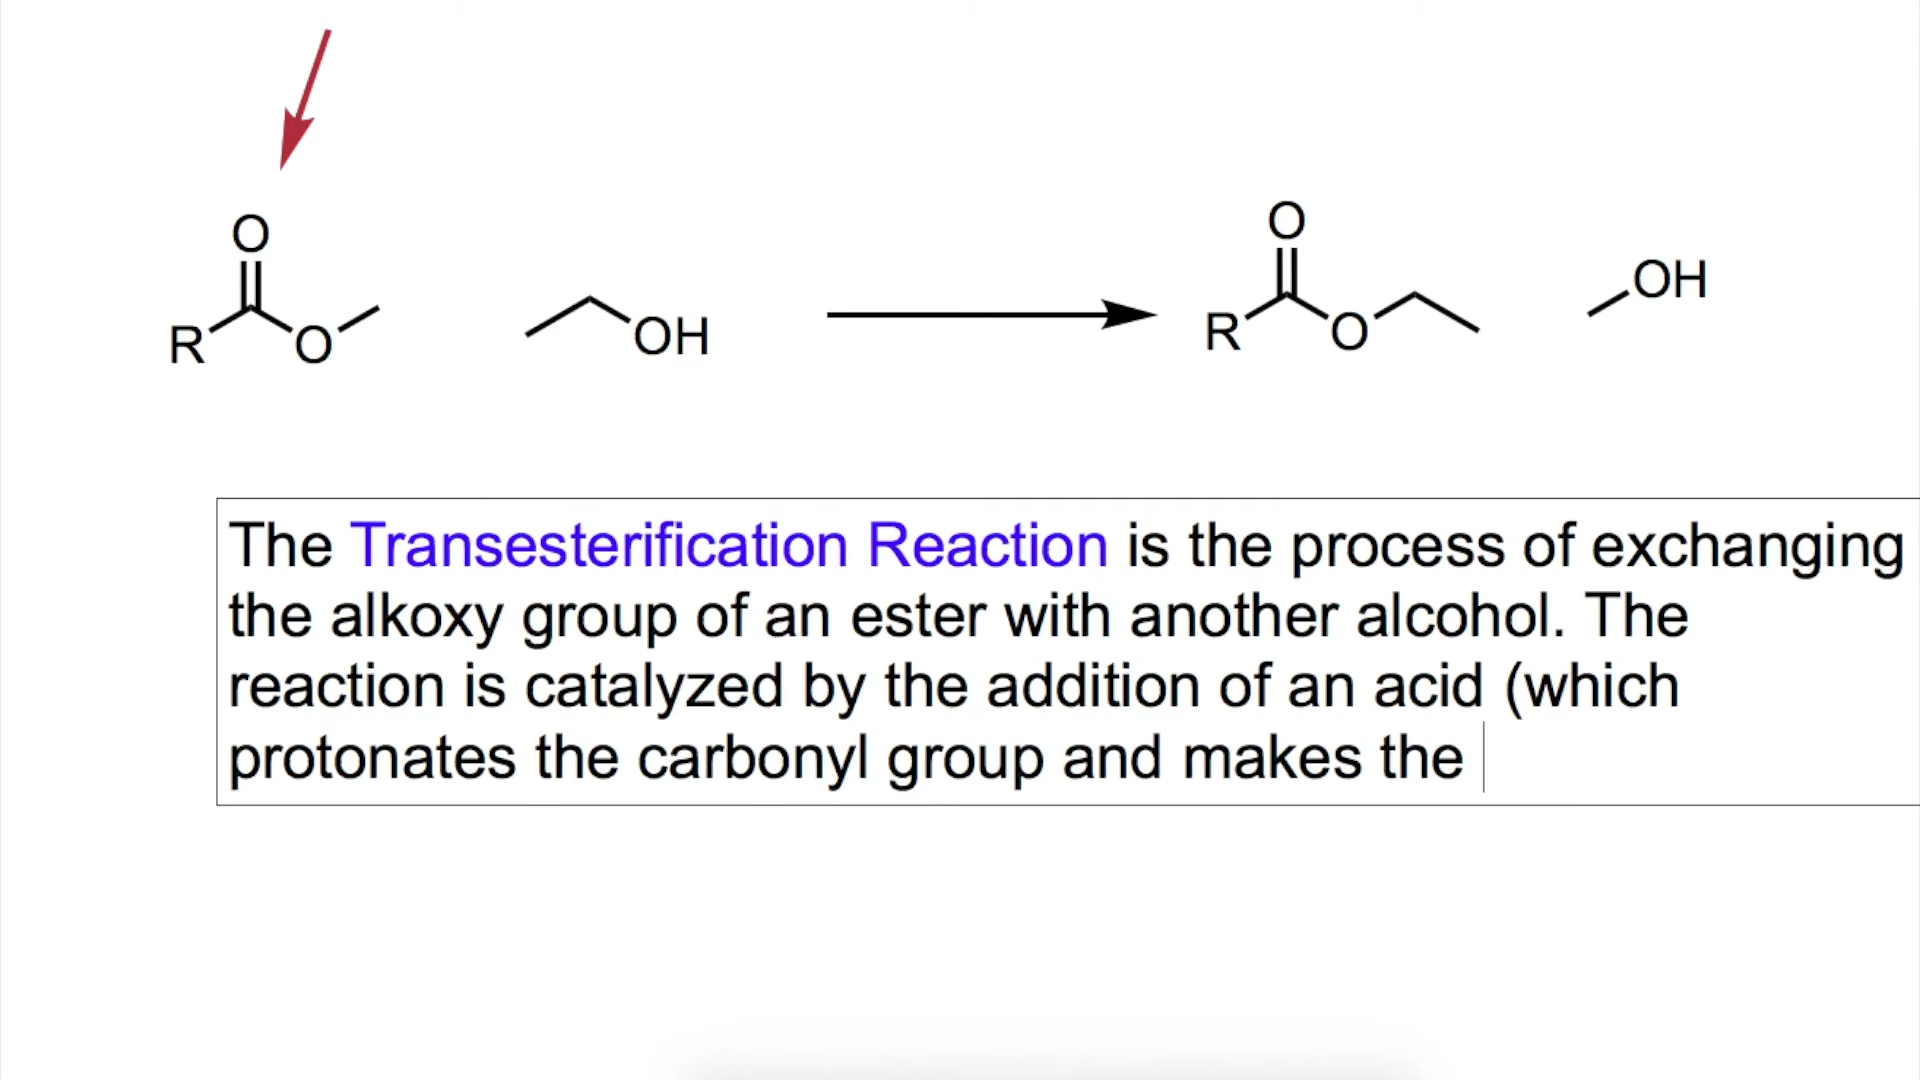 O
R
O
OH
O
R
O
OH
The Transesterification Reaction is the process of exchanging
the alkoxy group of an ester with another alcohol. The
reaction is catalyzed by the addition of an acid (which
protonates the carbonyl group and makes the